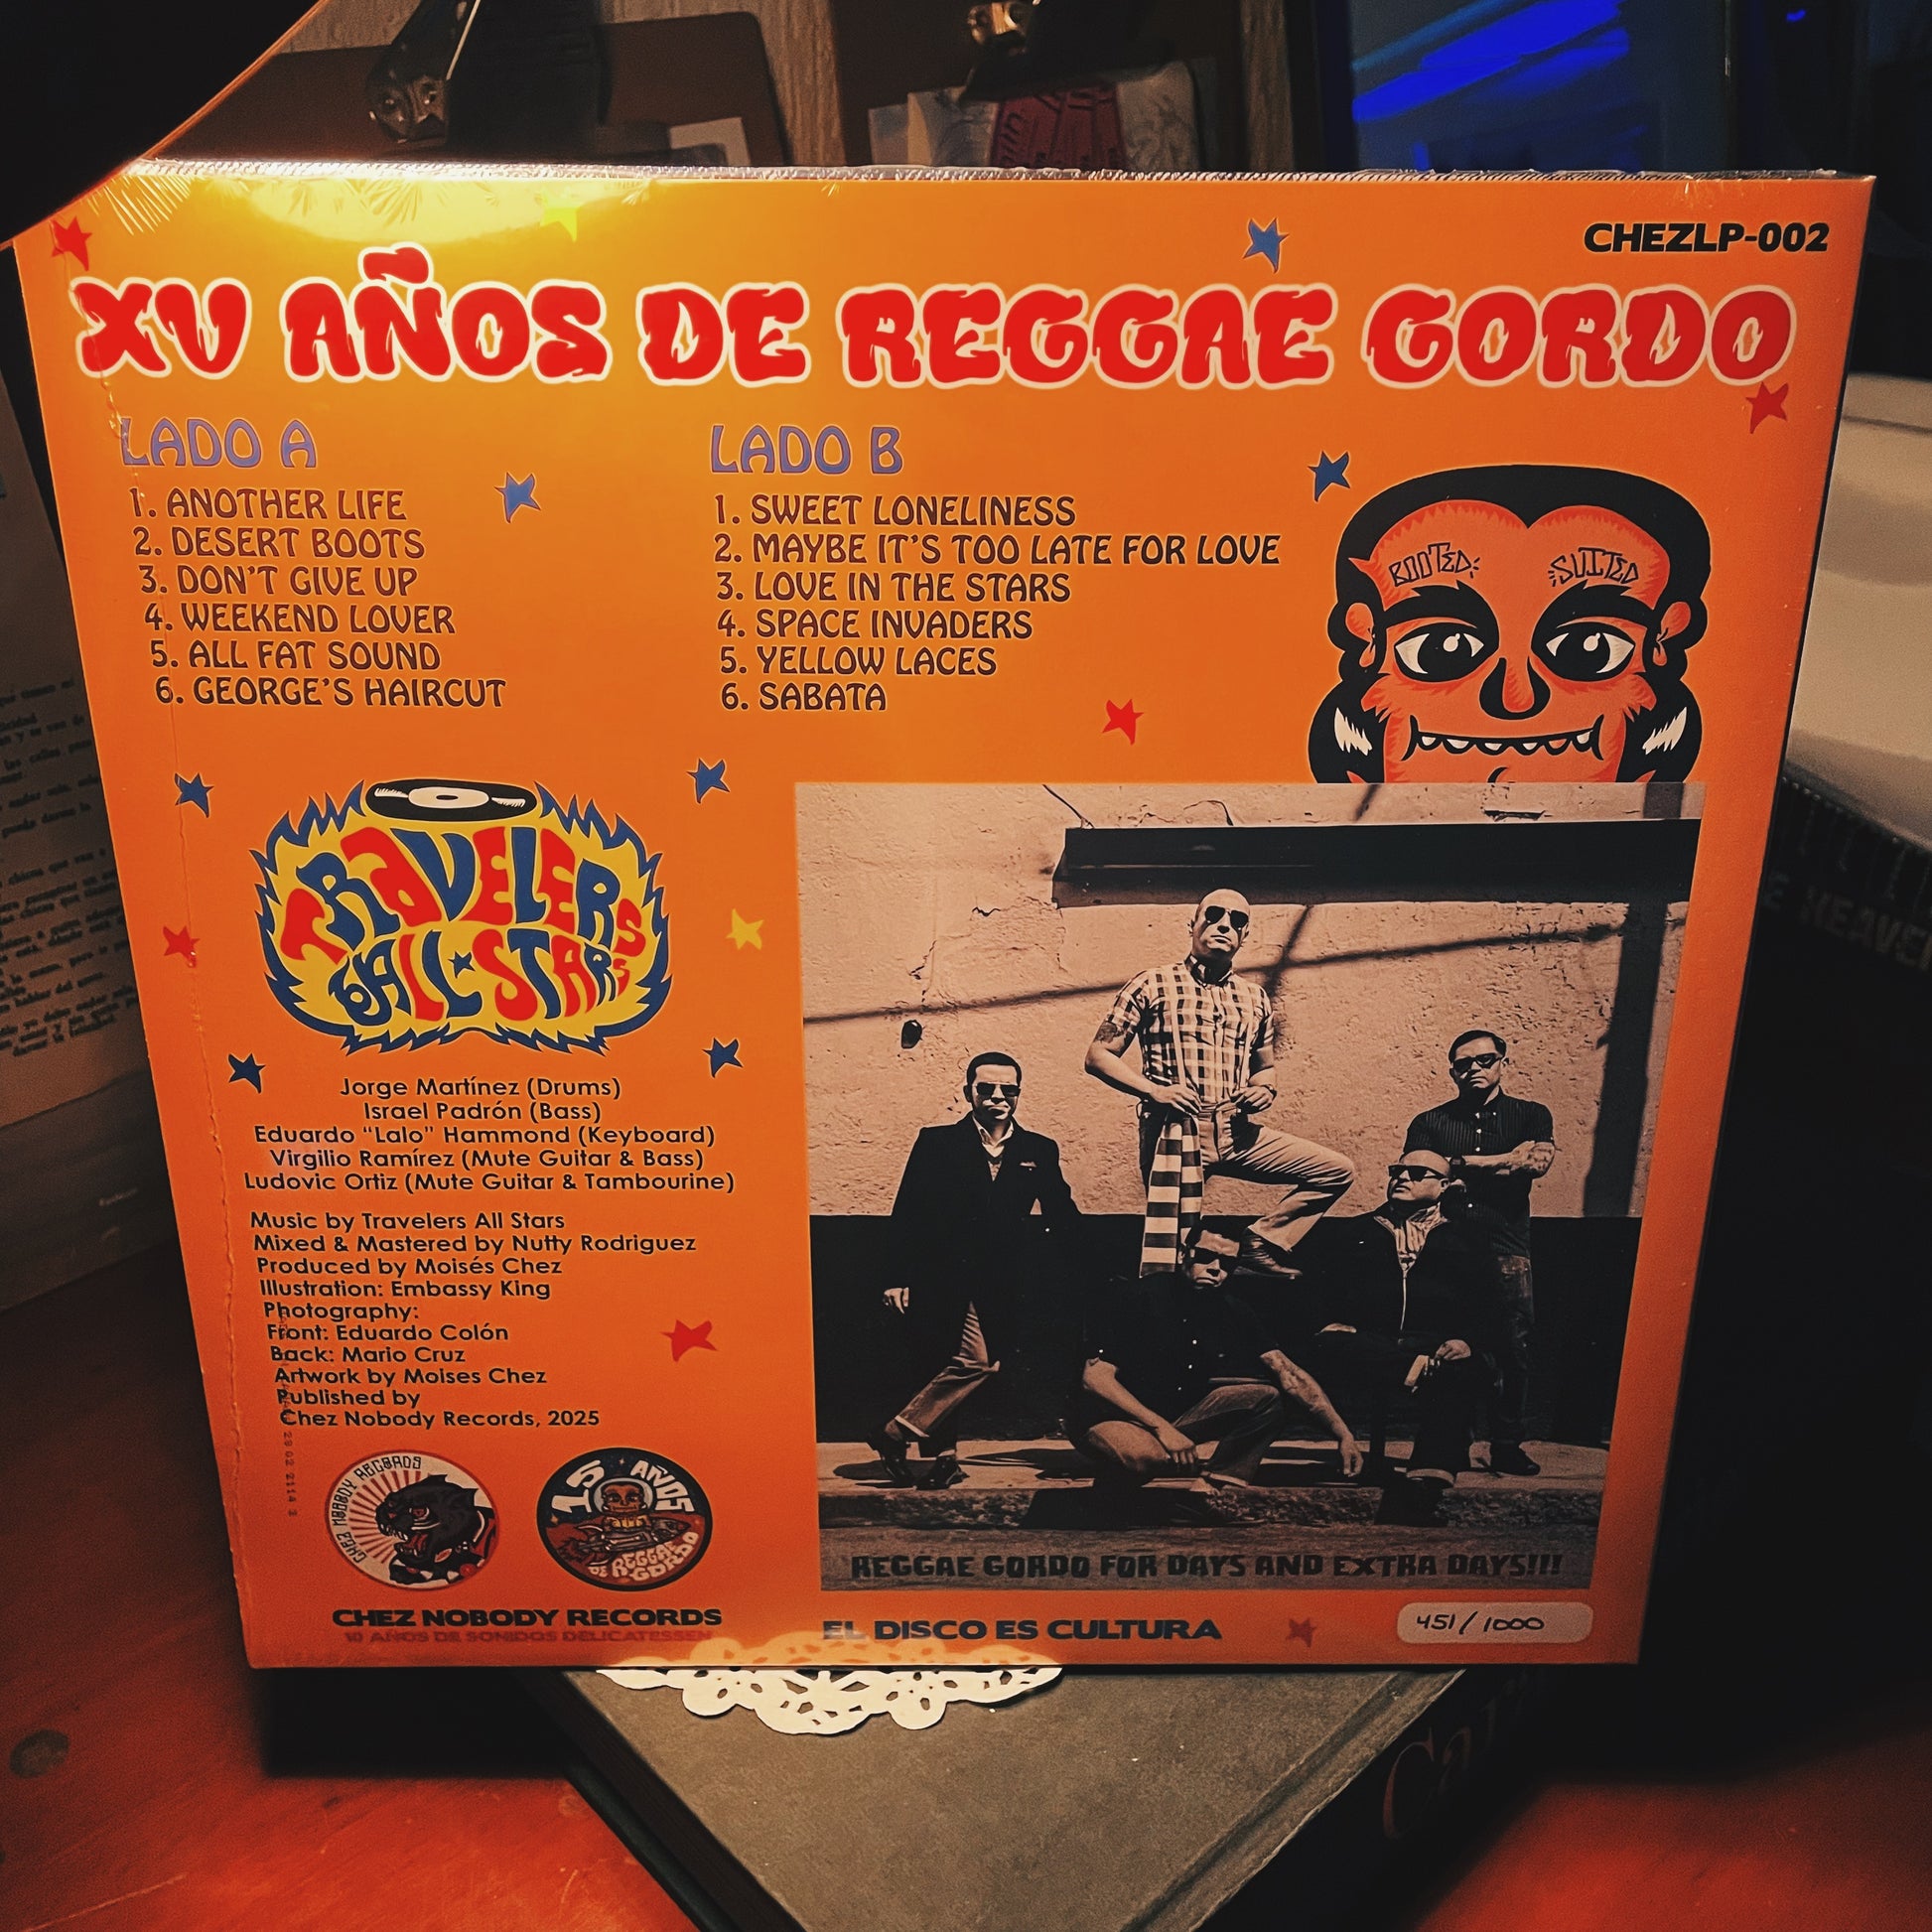 CHEZLP-002
XV AÑOS DE REGGAE GORDO
LADO A
1. ANOTHER LIFE
2. DESERT BOOTS
3. DON'T GIVE UP
4. WEEKEND LOVER
5. ALL FAT SOUND
6. GEORGE'S HAIRCUT
LADO B
1. SWEET LONELINESS
2. MAYBE IT'S TOO LATE FOR LOVE
3. LOVE IN THE STARS
4. SPACE INVADERS
5. YELLOW LACES
6. SABATA
BOOTED SUITED
TRAVELERS
ALL STARS
Jorge Martínez (Drums)
Israel Padrón (Bass)
Eduardo "Lalo" Hammond (Keyboard)
Virgilio Ramírez (Mute Guitar & Bass)
Ludovic Ortiz (Mute Guitar & Tambourine)
Music by Travelers All Stars
Mixed & Mastered by Nutty Rodriguez
Produced by Moisés Chez
Illustration: Embassy King
Photography:
Front: Eduardo Colón
Back: Mario Cruz
Artwork by Moises Chez
Published by
Chez Nobody Records, 2025
CHEZ NOBODY RECORDS
15 AÑOS
DE REGGAE
GORDO
CHEZ NOBODY RECORDS
10 AÑOS DE SONIDOS DELICATESSEN
REGGAE GORDO FOR DAYS AND EXTRA DAYS!!!
EL DISCO ES CULTURA
451/1000